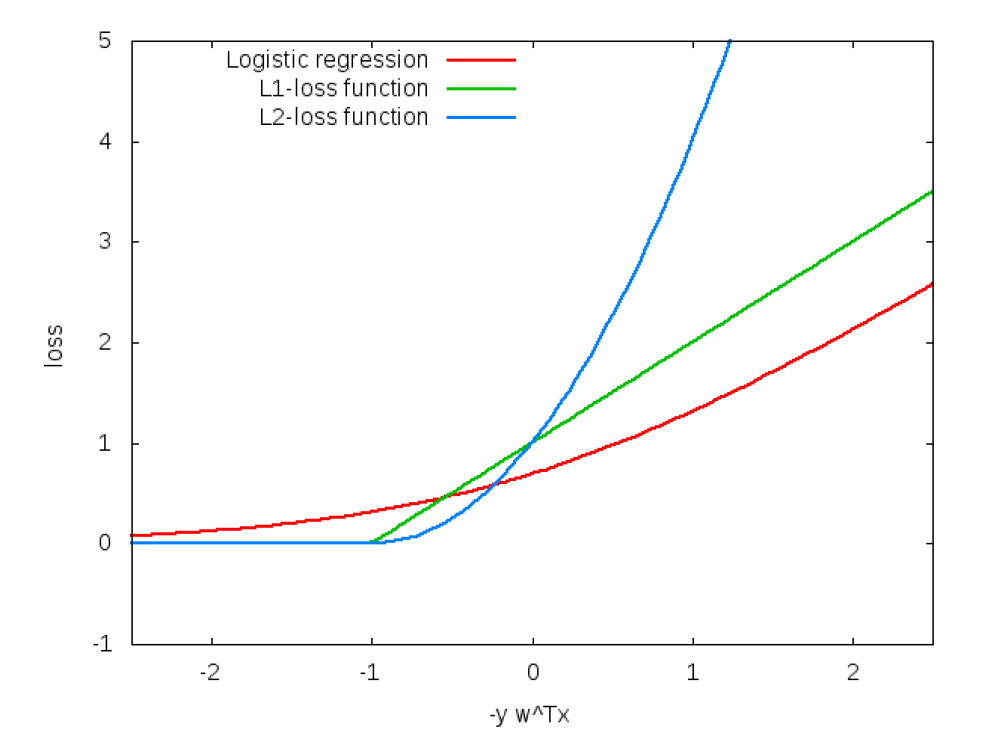 5
Logistic regression
L1-loss function
L2-loss function
4
3
loss
2
1
0
-1
-2 -1 0 1 2
-y w^Tx